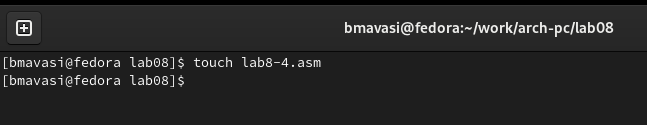 bmavasi@fedora:~/work/arch-pc/lab08
[bmavasi@fedora lab08]$ touch lab8-4.asm
[bmavasi@fedora lab08]$